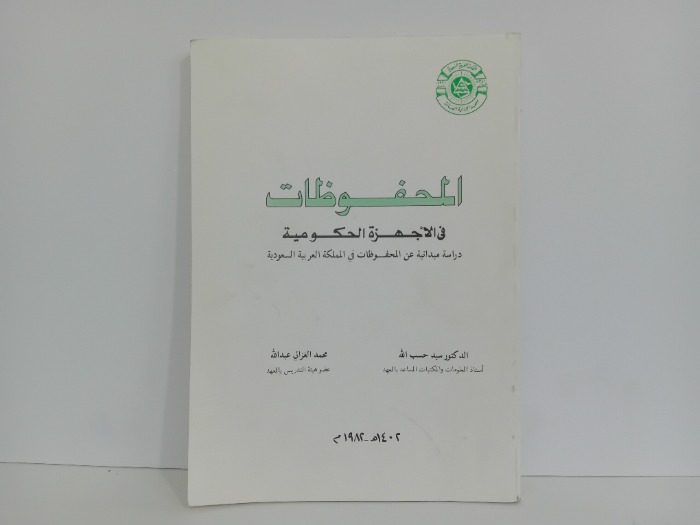 المحفوظات
في الأجهزة الحكومية
دراسة ميدانية عن المحفوظات في المملكة العربية السعودية
الدكتور سيد حسب الله
أستاذ المعلومات والمكتبات المساعد بالمعهد
محمد الغزالي عبدالله
عضو هيئة التدريس بالمعهد
١٤٠٢هـ - ١٩٨٢م